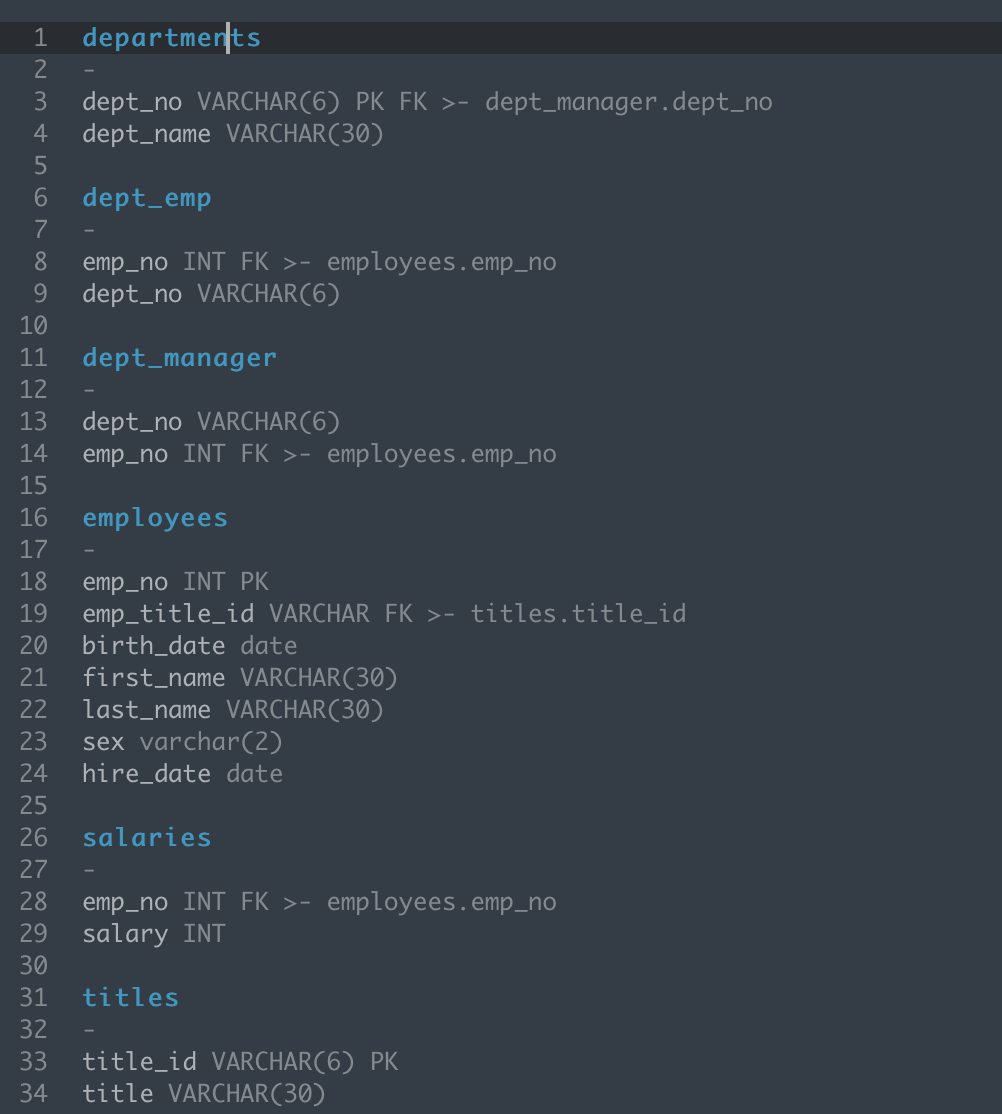 1 departments
2 -
3 dept_no VARCHAR(6) PK FK >- dept_manager.dept_no
4 dept_name VARCHAR(30)
5
6 dept_emp
7 -
8 emp_no INT FK >- employees.emp_no
9 dept_no VARCHAR(6)
10
11 dept_manager
12 -
13 dept_no VARCHAR(6)
14 emp_no INT FK >- employees.emp_no
15
16 employees
17 -
18 emp_no INT PK
19 emp_title_id VARCHAR FK >- titles.title_id
20 birth_date date
21 first_name VARCHAR(30)
22 last_name VARCHAR(30)
23 sex varchar(2)
24 hire_date date
25
26 salaries
27 -
28 emp_no INT FK >- employees.emp_no
29 salary INT
30
31 titles
32 -
33 title_id VARCHAR(6) PK
34 title VARCHAR(30)